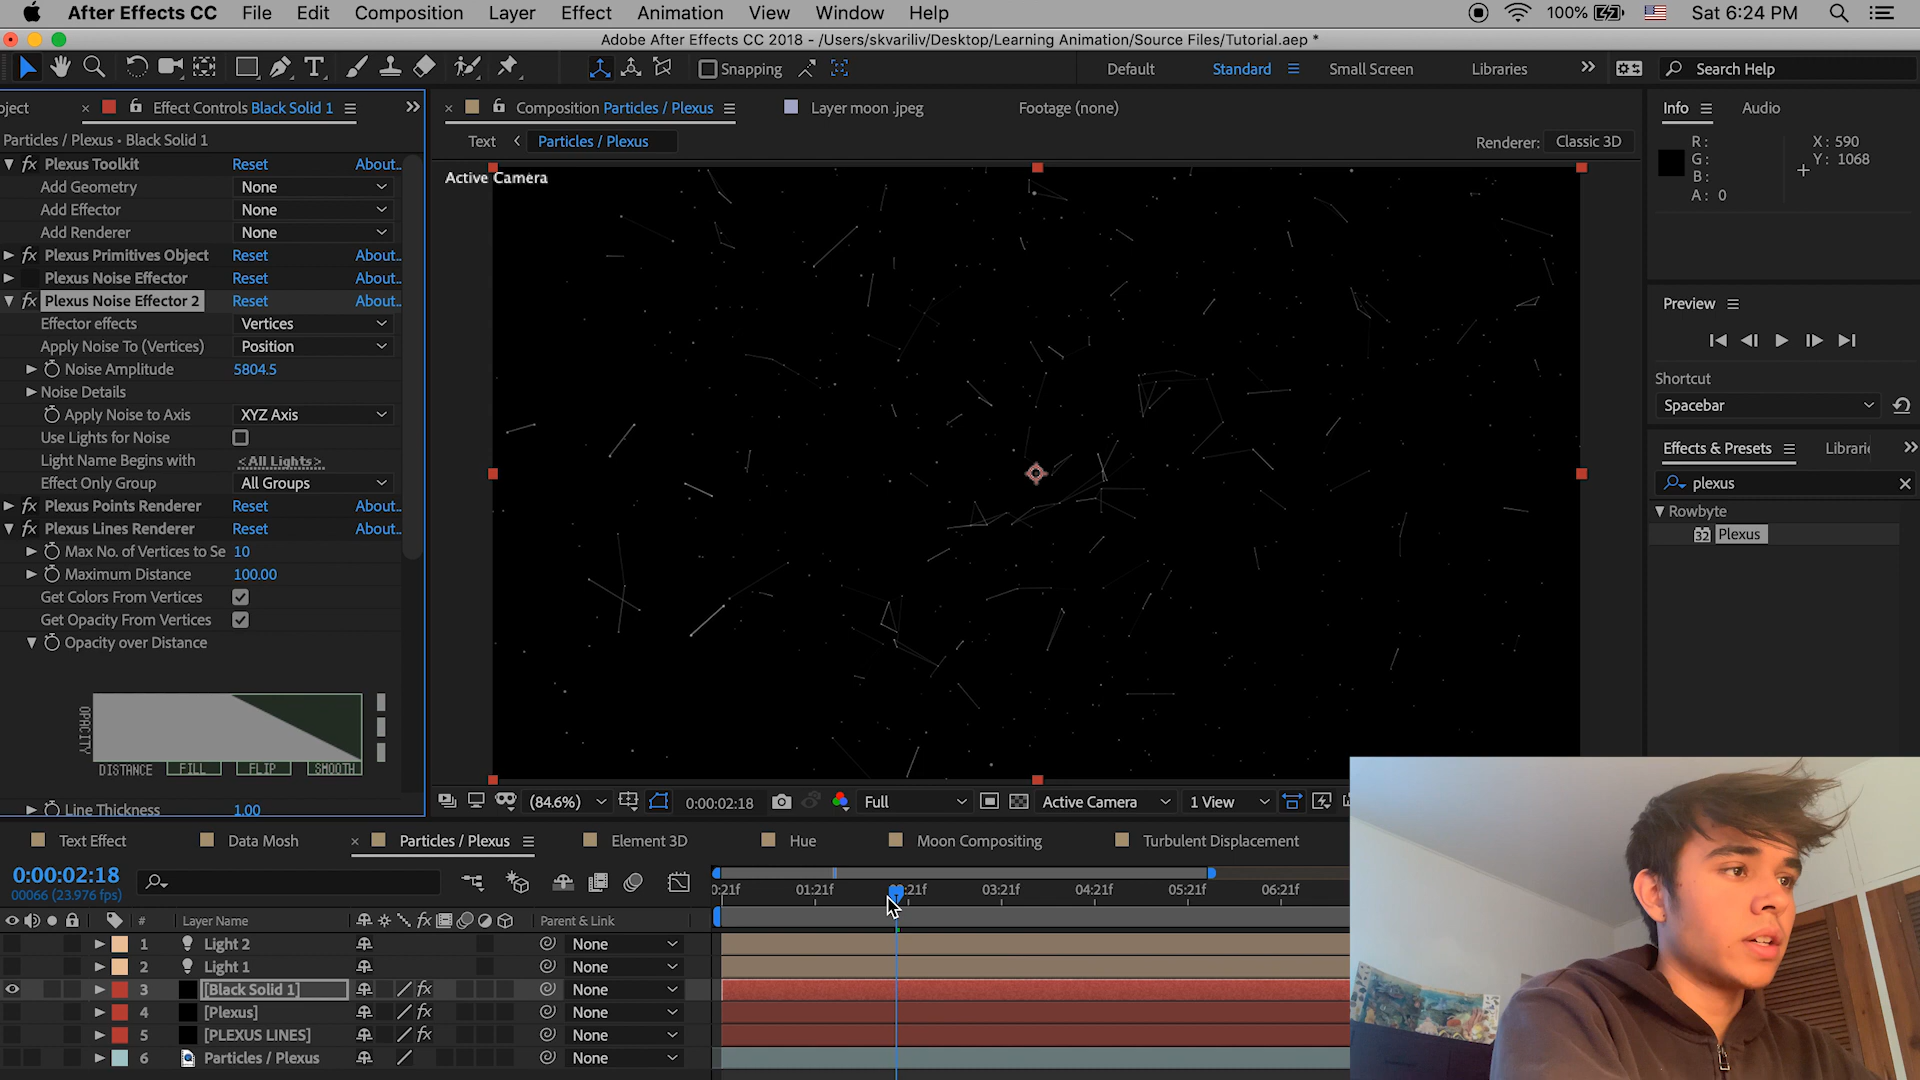 After Effects CC File Edit Composition Layer Effect Animation View Window Help 100% Sat 6:24 PM
Adobe After Effects CC 2018 - /Users/skvariliv/Desktop/Learning Animation/Source Files/Tutorial.aep *
Snapping Default Standard Small Screen Libraries Search Help
oject Effect Controls Black Solid 1 Composition Particles / Plexus Layer moon .jpeg Footage (none) Info Audio
Particles / Plexus • Black Solid 1 Text Particles / Plexus Renderer: Classic 3D
R: X : 590
G: Y : 1068
B:
A : 0
Active Camera
Plexus Toolkit Reset About..
Add Geometry None
Add Effector None
Add Renderer None
Plexus Primitives Object Reset About..
Plexus Noise Effector Reset About..
Plexus Noise Effector 2 Reset About..
Effector effects Vertices
Apply Noise To (Vertices) Position
Noise Amplitude 5804.5
Noise Details
Apply Noise to Axis XYZ Axis
Use Lights for Noise
Light Name Begins with <All Lights>
Effect Only Group All Groups
Plexus Points Renderer Reset About..
Plexus Lines Renderer Reset About..
Max No. of Vertices to Se 10
Maximum Distance 100.00
Get Colors From Vertices
Get Opacity From Vertices
Opacity over Distance
OPACITY
DISTANCE FILL FLIP SMOOTH
Line Thickness 1.00
Preview
Shortcut
Spacebar
Effects & Presets Librari
plexus
Rowbyte
32 Plexus
(84.6%) 0:00:02:18 Full Active Camera 1 View
Text Effect Data Mosh Particles / Plexus Element 3D Hue Moon Compositing Turbulent Displacement
0:00:02:18
00066 (23.976 fps)
0:21f 01:21f 02:21f 03:21f 04:21f 05:21f 06:21f
# Layer Name fx Parent & Link
1 Light 2 None
2 Light 1 None
3 [Black Solid 1] fx None
4 [Plexus] fx None
5 [PLEXUS LINES] fx None
6 Particles / Plexus None